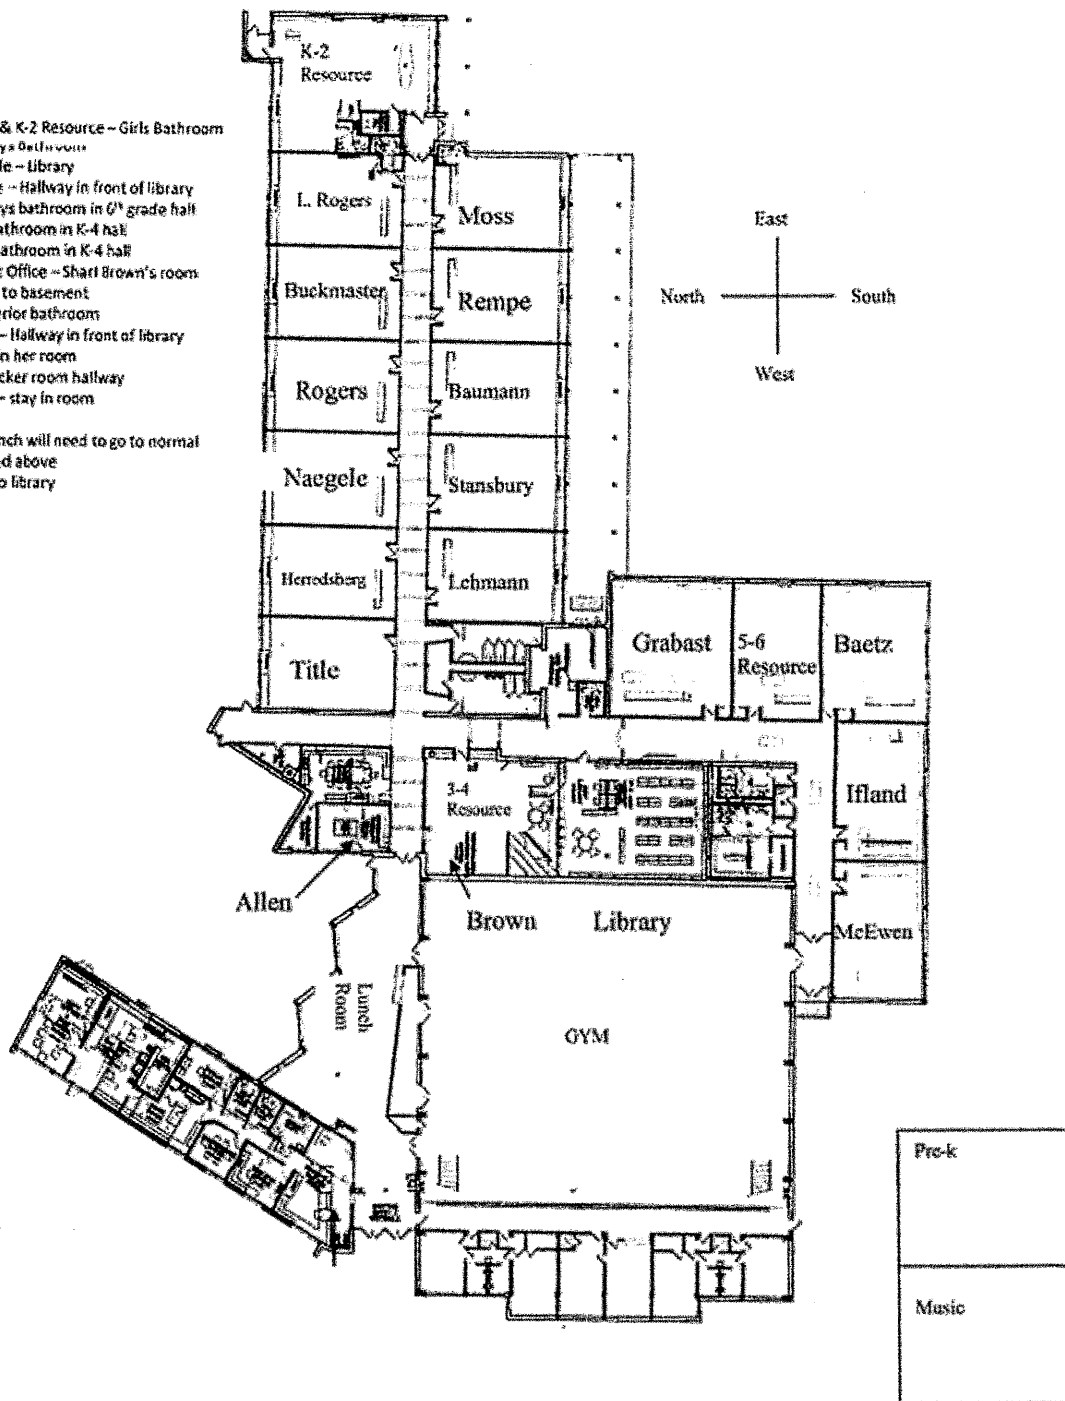 K-2
Resource
& K-2 Resource – Girls Bathroom
ys Bathroom
le – Library
e – Hallway in front of library
ys bathroom in 6th grade hall
athroom in K-4 hall
athroom in K-4 hall
t Office – Shari Brown's room
to basement
rior bathroom
– Hallway in front of library
n her room
cker room hallway
– stay in room
nch will need to go to normal
ed above
o library
L. Rogers
Moss
Buckmaster
Rempe
Rogers
Baumann
Naegele
Stansbury
Lehmann
Title
East
North
South
West
Grabast
5-6
Resource
Baetz
3-4
Resource
Ifland
Allen
Brown
Library
McEwen
Lunch
Room
GYM
Pre-k
Music